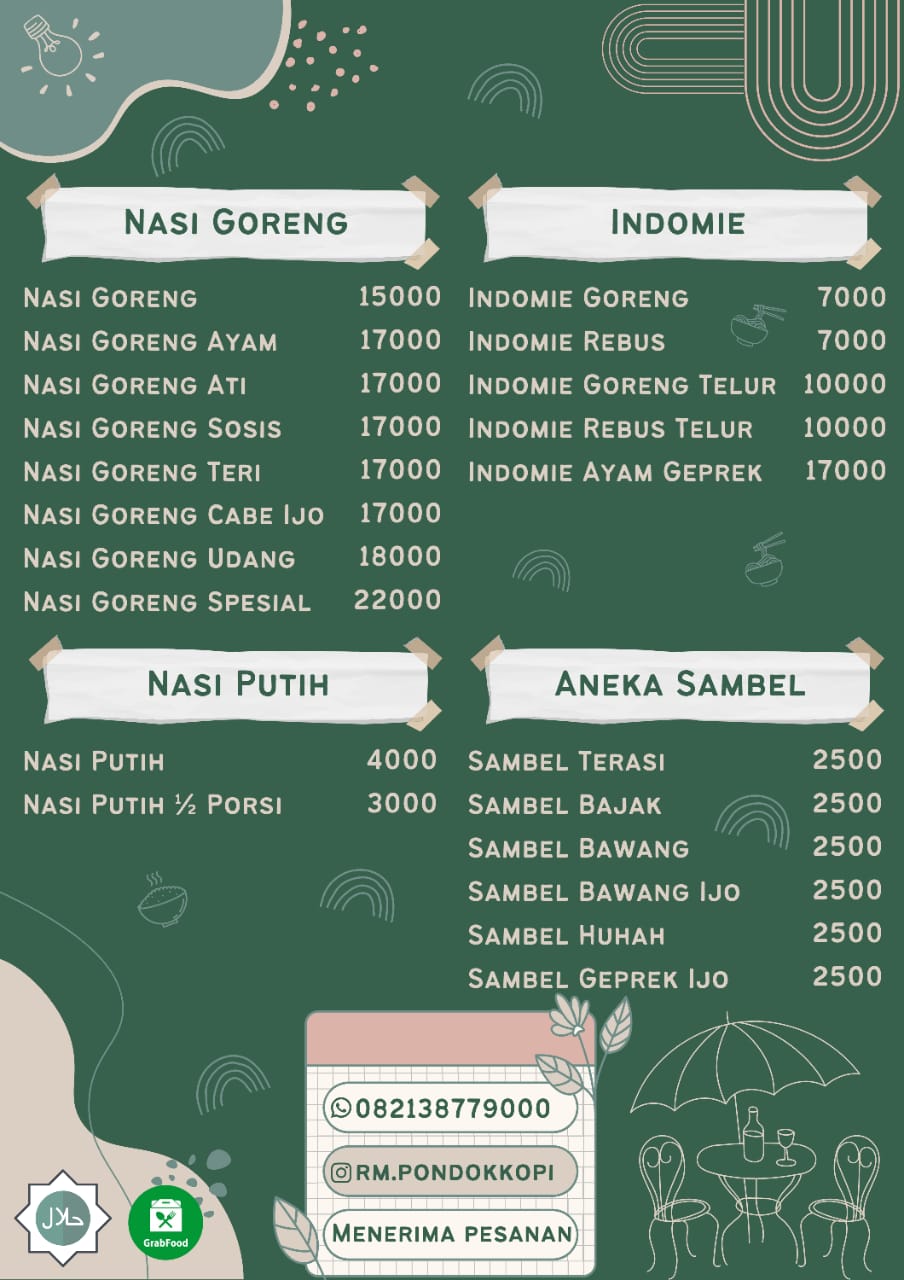 Nasi Goreng
Nasi Goreng 15000
Nasi Goreng Ayam 17000
Nasi Goreng Ati 17000
Nasi Goreng Sosis 17000
Nasi Goreng Teri 17000
Nasi Goreng Cabe Ijo 17000
Nasi Goreng Udang 18000
Nasi Goreng Spesial 22000
Indomie
Indomie Goreng 7000
Indomie Rebus 7000
Indomie Goreng Telur 10000
Indomie Rebus Telur 10000
Indomie Ayam Geprek 17000
Nasi Putih
Nasi Putih 4000
Nasi Putih ½ Porsi 3000
Aneka Sambel
Sambel Terasi 2500
Sambel Bajak 2500
Sambel Bawang 2500
Sambel Bawang Ijo 2500
Sambel Huhah 2500
Sambel Geprek Ijo 2500
082138779000
RM.PONDOKKOPI
Menerima pesanan
حلال
GrabFood